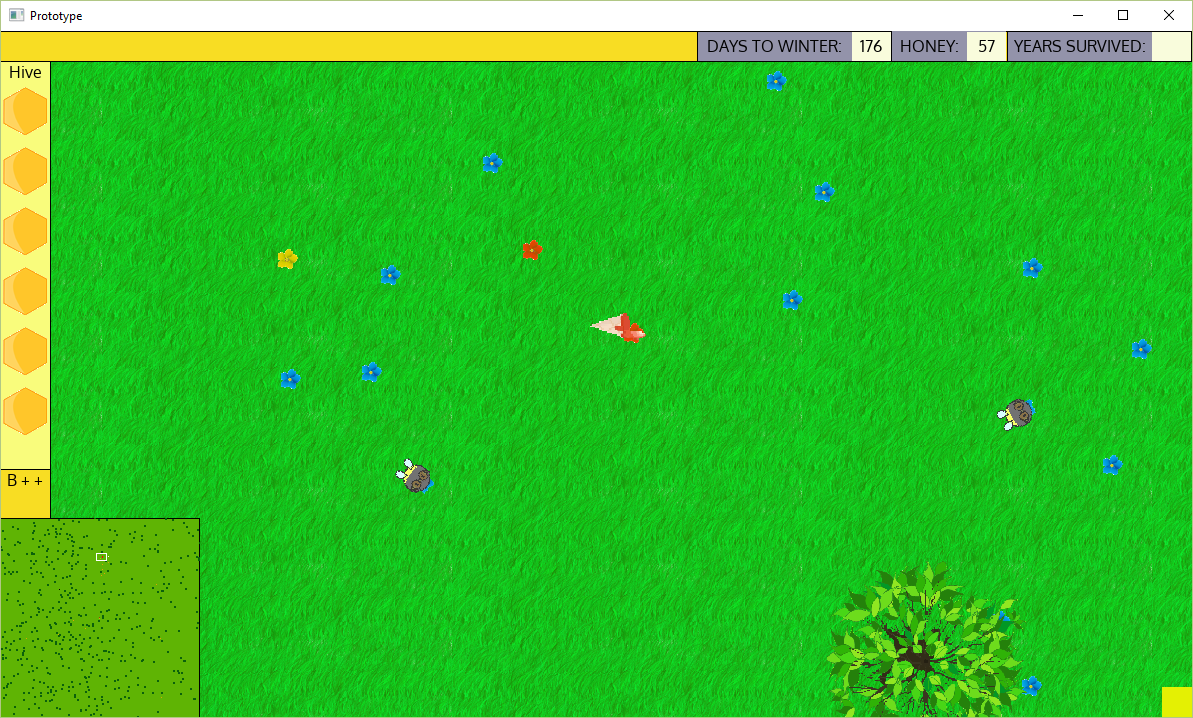 Prototype
DAYS TO WINTER: 176 HONEY: 57 YEARS SURVIVED:
Hive
B + +